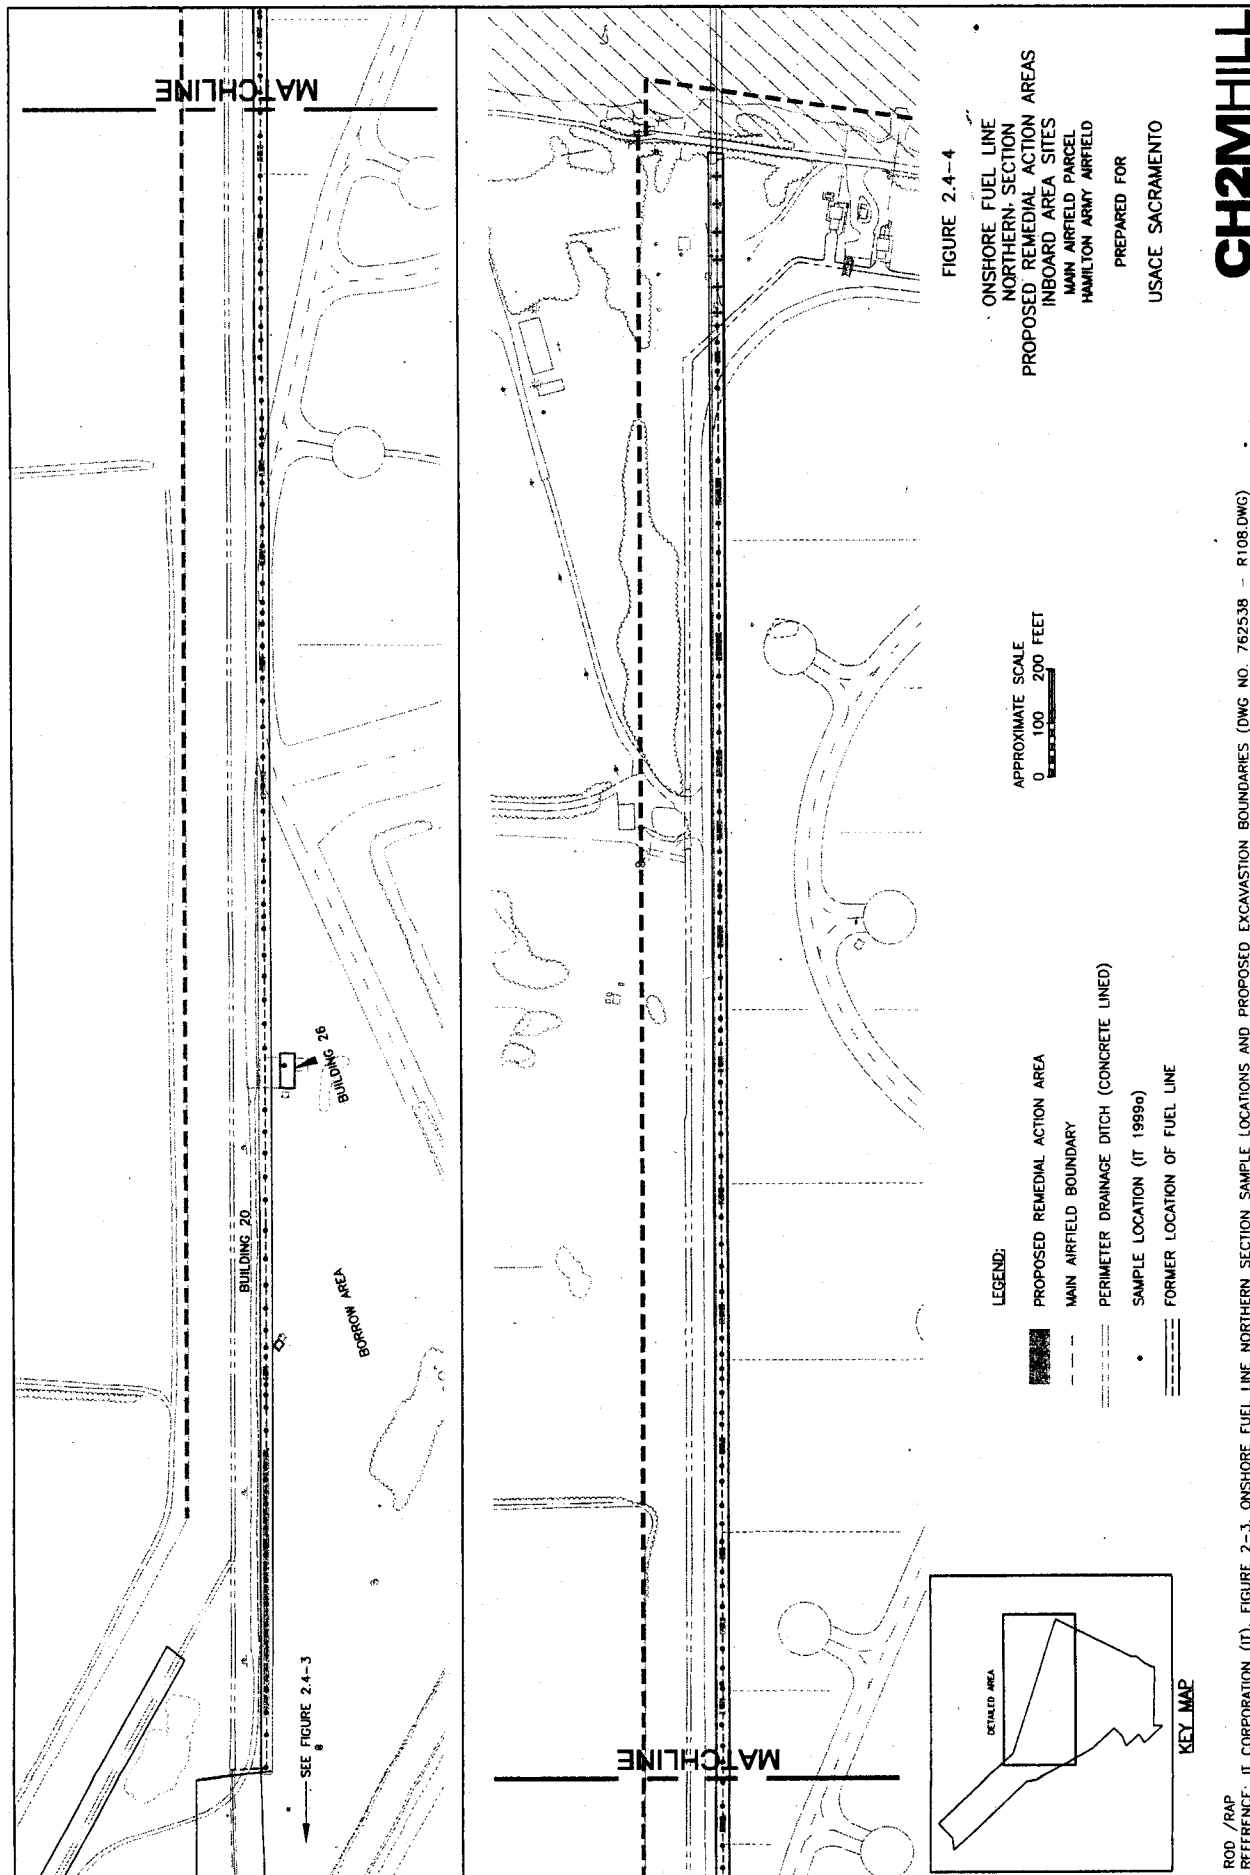 MATCHLINE
BUILDING 26
BUILDING 20
BORROW AREA
SEE FIGURE 2.4-3
MATCHLINE
FIGURE 2.4-4
ONSHORE FUEL LINE
NORTHERN SECTION
PROPOSED REMEDIAL ACTION AREAS
INBOARD AREA SITES
MAIN AIRFIELD PARCEL
HAMILTON ARMY AIRFIELD
PREPARED FOR
USACE SACRAMENTO
CH2MHILL
APPROXIMATE SCALE
0 100 200 FEET
LEGEND:
PROPOSED REMEDIAL ACTION AREA
MAIN AIRFIELD BOUNDARY
PERIMETER DRAINAGE DITCH (CONCRETE LINED)
SAMPLE LOCATION (IT 1999a)
FORMER LOCATION OF FUEL LINE
DETAILED AREA
KEY MAP
ROD /RAP
REFERENCE: IT CORPORATION (IT), FIGURE 2-3, ONSHORE FUEL LINE NORTHERN SECTION SAMPLE LOCATIONS AND PROPOSED EXCAVASTION BOUNDARIES (DWG NO. 762538 - R108.DWG)